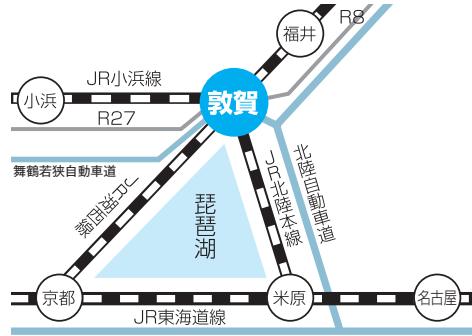 R8
福井
JR小浜線
小浜
敦賀
R27
舞鶴若狭自動車道
JR湖西線
琵琶湖
JR北陸本線
北陸自動車道
京都
米原
名古屋
JR東海道線